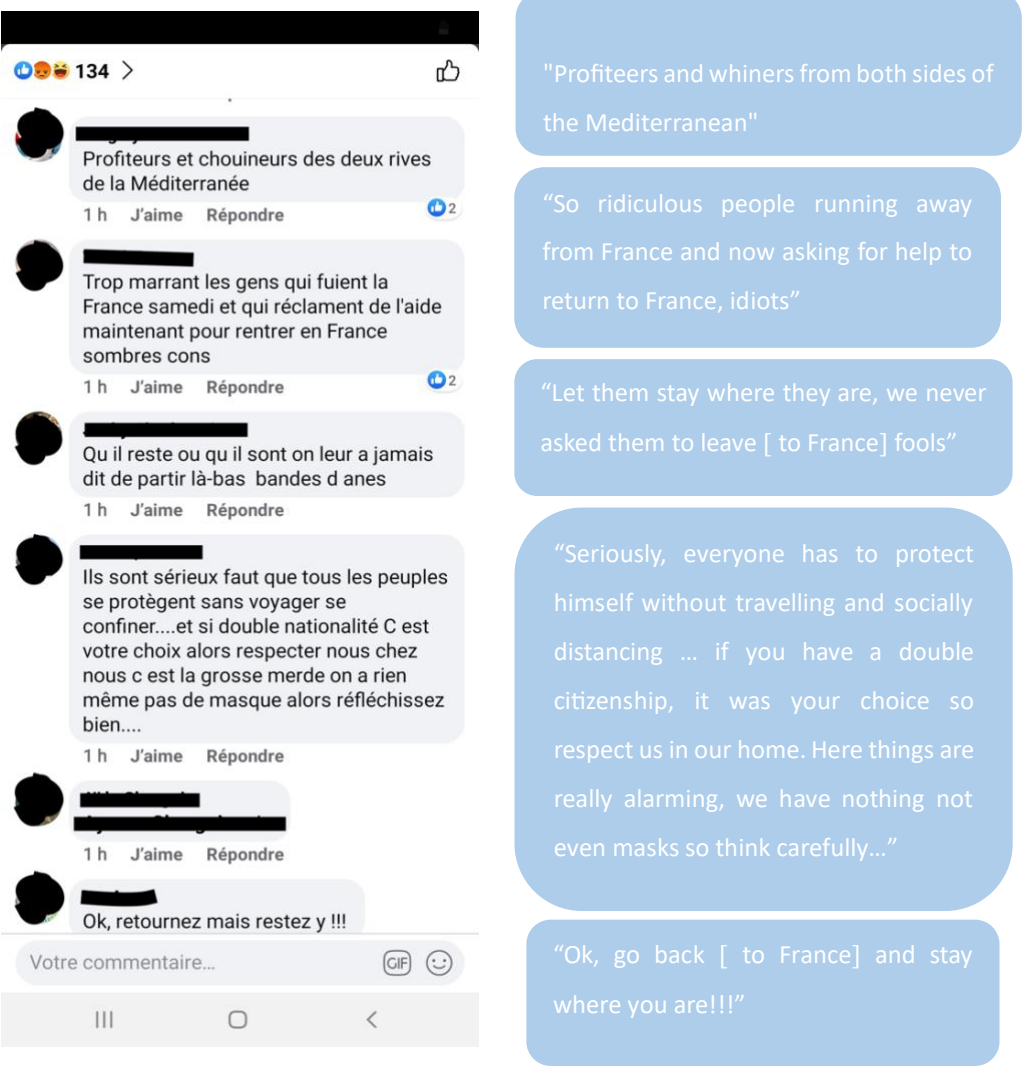 134
Profiteurs et chouineurs des deux rives
de la Méditerranée
1 h J'aime Répondre
2
Trop marrant les gens qui fuient la
France samedi et qui réclament de l'aide
maintenant pour rentrer en France
sombres cons
1 h J'aime Répondre
2
Qu il reste ou qu il sont on leur a jamais
dit de partir là-bas bandes d anes
1 h J'aime Répondre
Ils sont sérieux faut que tous les peuples
se protègent sans voyager se
confiner....et si double nationalité C est
votre choix alors respecter nous chez
nous c est la grosse merde on a rien
même pas de masque alors réfléchissez
bien....
1 h J'aime Répondre
1 h J'aime Répondre
Ok, retournez mais restez y !!!
Votre commentaire...
GIF
"Profiteers and whiners from both sides of
the Mediterranean"
“So ridiculous people running away
from France and now asking for help to
return to France, idiots”
“Let them stay where they are, we never
asked them to leave [ to France] fools”
“Seriously, everyone has to protect
himself without travelling and socially
distancing … if you have a double
citizenship, it was your choice so
respect us in our home. Here things are
really alarming, we have nothing not
even masks so think carefully…”
“Ok, go back [ to France] and stay
where you are!!!”